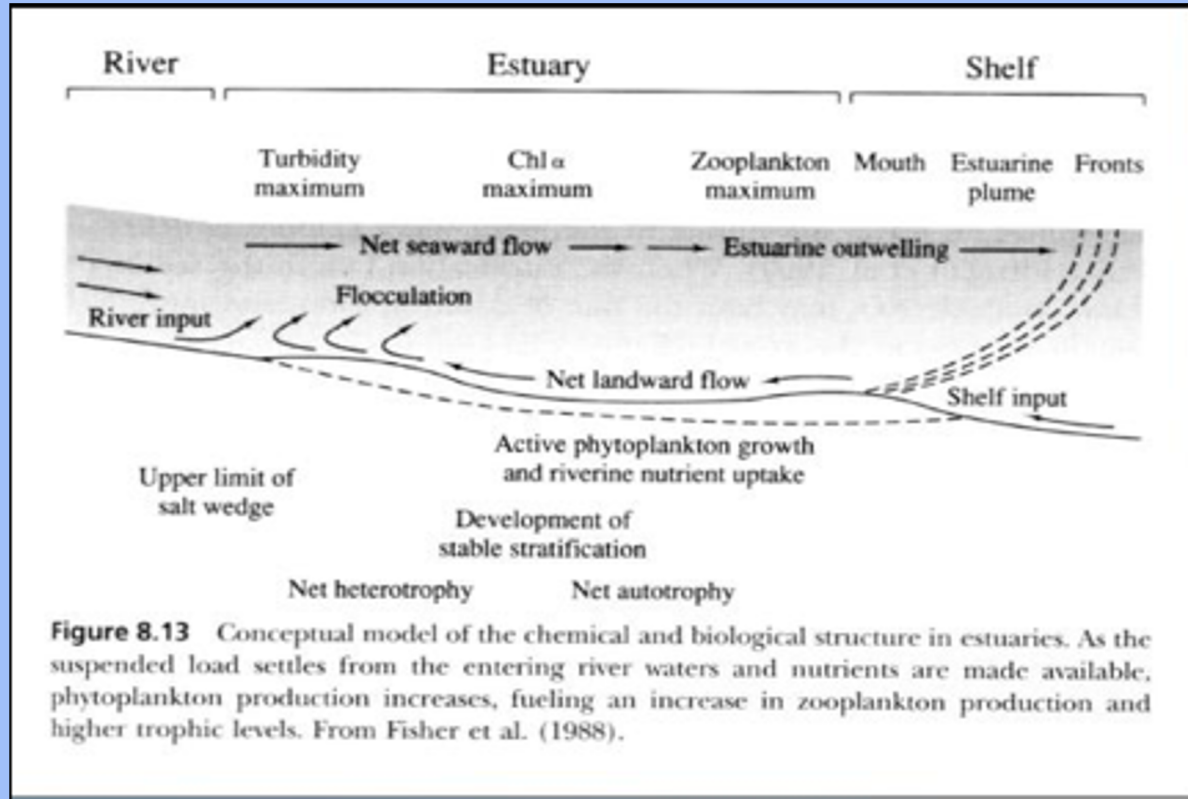 River Estuary Shelf
Turbidity maximum
Chl α maximum
Zooplankton maximum
Mouth
Estuarine plume
Fronts
Net seaward flow
Estuarine outwelling
Flocculation
River input
Net landward flow
Shelf input
Active phytoplankton growth
and riverine nutrient uptake
Upper limit of
salt wedge
Development of
stable stratification
Net heterotrophy Net autotrophy
Figure 8.13 Conceptual model of the chemical and biological structure in estuaries. As the
suspended load settles from the entering river waters and nutrients are made available,
phytoplankton production increases, fueling an increase in zooplankton production and
higher trophic levels. From Fisher et al. (1988).